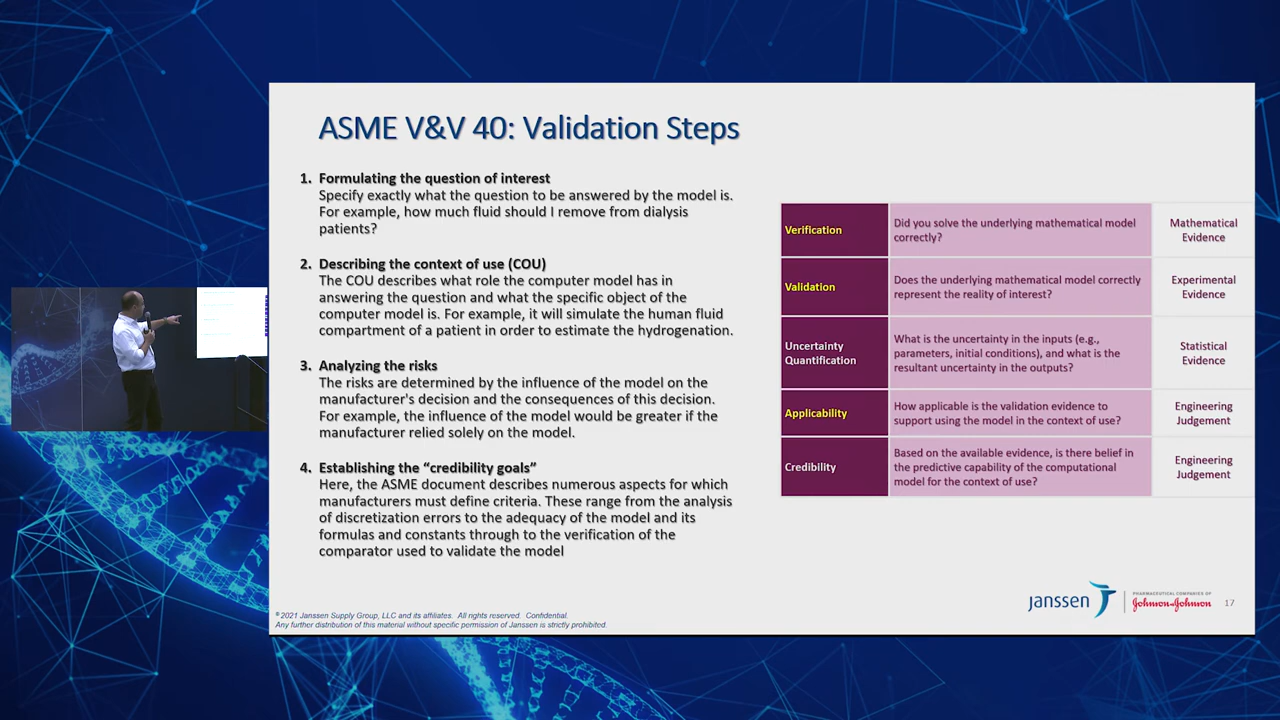 ASME V&V 40: Validation Steps
1. Formulating the question of interest
Specify exactly what the question to be answered by the model is.
For example, how much fluid should I remove from dialysis
patients?
2. Describing the context of use (COU)
The COU describes what role the computer model has in
answering the question and what the specific object of the
computer model is. For example, it will simulate the human fluid
compartment of a patient in order to estimate the hydrogenation.
3. Analyzing the risks
The risks are determined by the influence of the model on the
manufacturer's decision and the consequences of this decision.
For example, the influence of the model would be greater if the
manufacturer relied solely on the model.
4. Establishing the “credibility goals”
Here, the ASME document describes numerous aspects for which
manufacturers must define criteria. These range from the analysis
of discretization errors to the adequacy of the model and its
formulas and constants through to the verification of the
comparator used to validate the model
Verification
Did you solve the underlying mathematical model
correctly?
Mathematical
Evidence
Validation
Does the underlying mathematical model correctly
represent the reality of interest?
Experimental
Evidence
Uncertainty
Quantification
What is the uncertainty in the inputs (e.g.,
parameters, initial conditions), and what is the
resultant uncertainty in the outputs?
Statistical
Evidence
Applicability
How applicable is the validation evidence to
support using the model in the context of use?
Engineering
Judgement
Credibility
Based on the available evidence, is there belief in
the predictive capability of the computational
model for the context of use?
Engineering
Judgement
© 2021 Janssen Supply Group, LLC and its affiliates. All rights reserved. Confidential.
Any further distribution of this material without specific permission of Janssen is strictly prohibited.
janssen
PHARMACEUTICAL COMPANIES OF
Johnson & Johnson
17